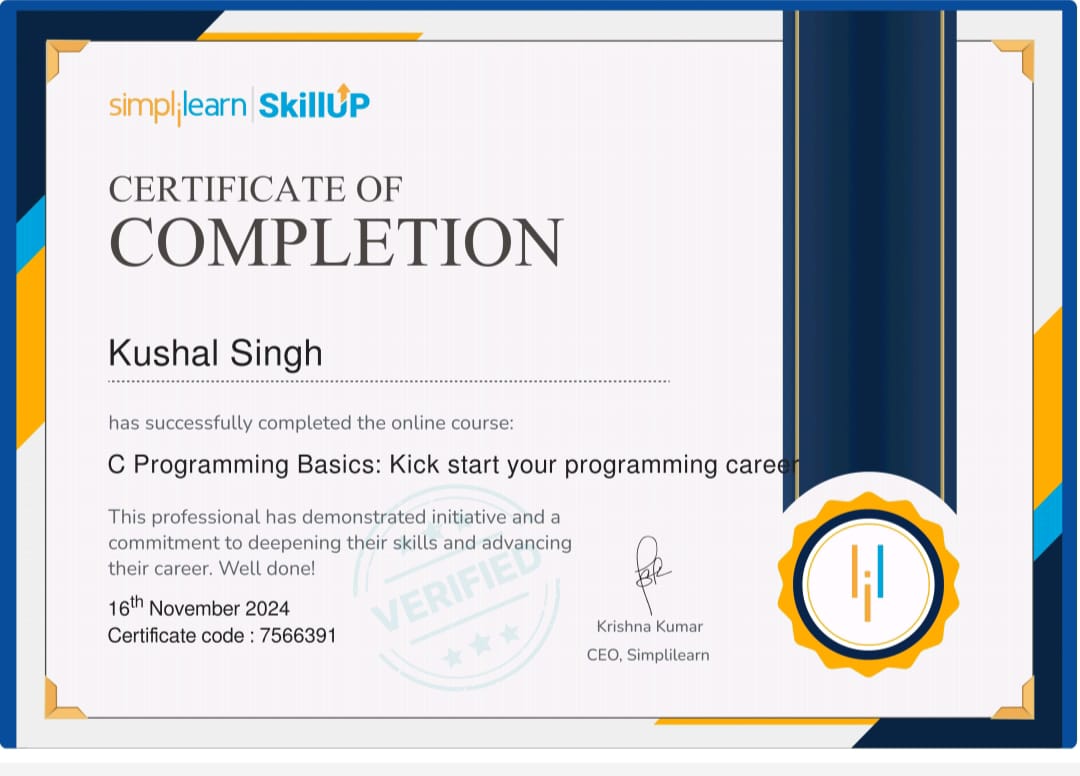 simplilearn | SkillUP
CERTIFICATE OF
COMPLETION
Kushal Singh
has successfully completed the online course:
C Programming Basics: Kick start your programming career
This professional has demonstrated initiative and a
commitment to deepening their skills and advancing
their career. Well done!
16th November 2024
Certificate code : 7566391
VERIFIED
Krishna Kumar
CEO, Simplilearn